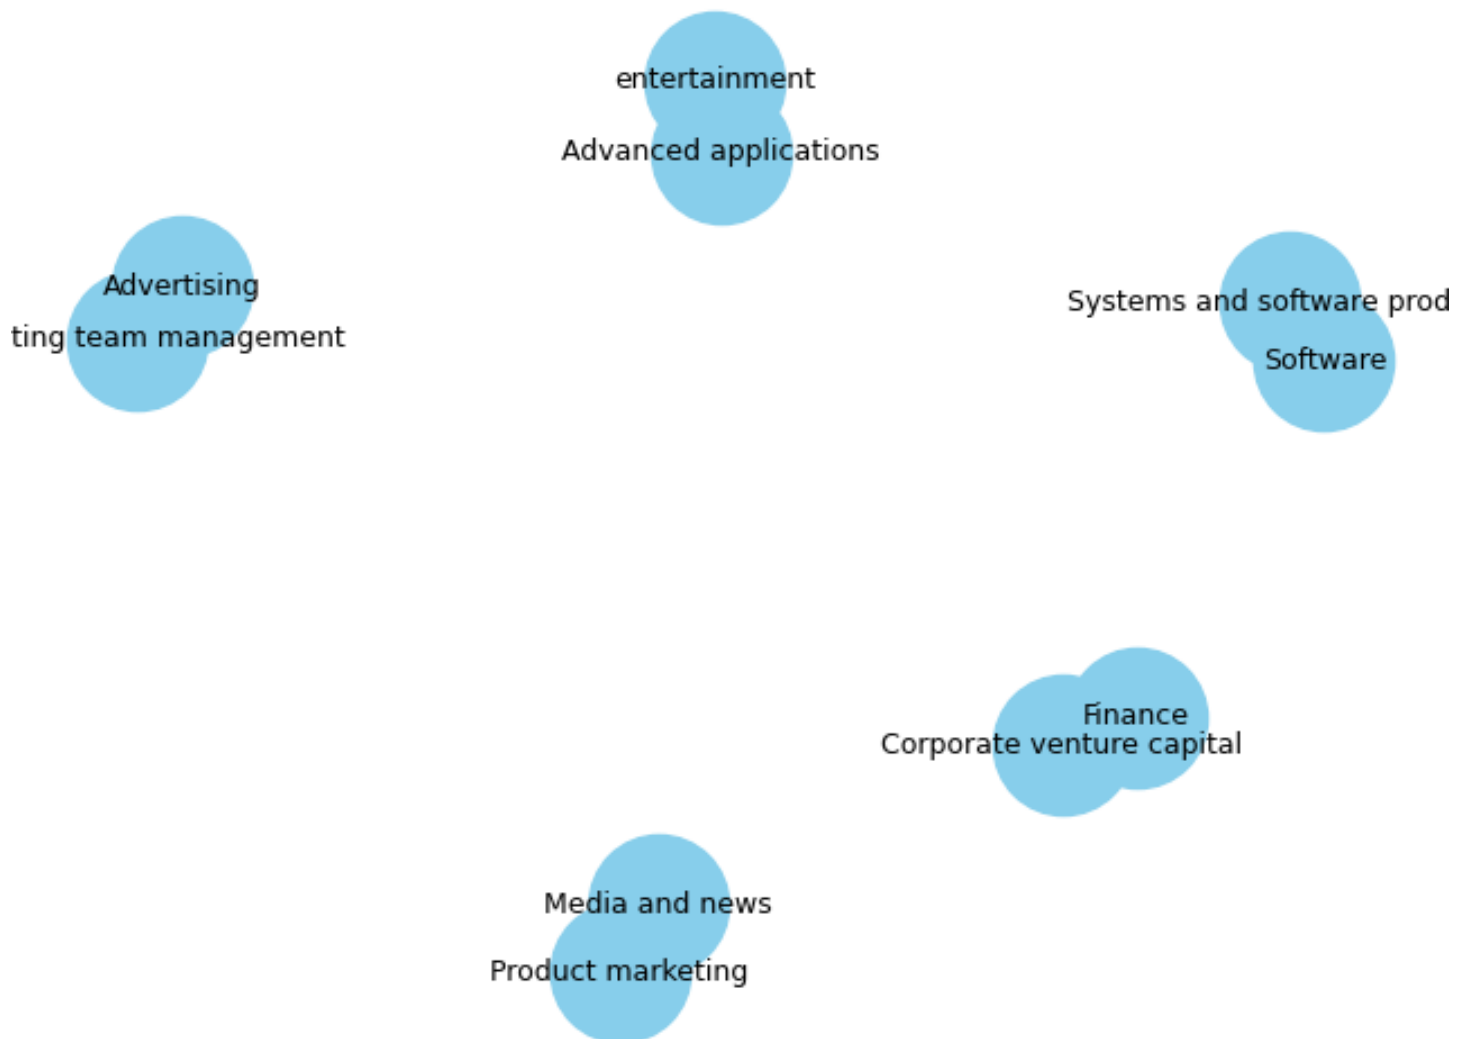 entertainment
Advanced applications
Advertising
ting team management
Systems and software prod
Software
Finance
Corporate venture capital
Media and news
Product marketing